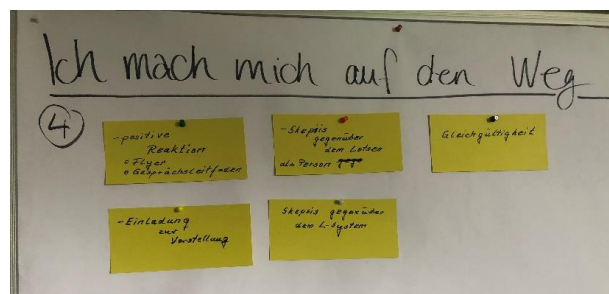 Ich mach mich auf den Weg
4
- positive
Reaktion
o Flyer
o Gesprächsleitfaden
- Skepsis
gegenüber
dem Lotsen
als Person
Gleichgültigkeit
- Einladung
zur
Vorstellung
Skepsis gegenüber
dem L-System